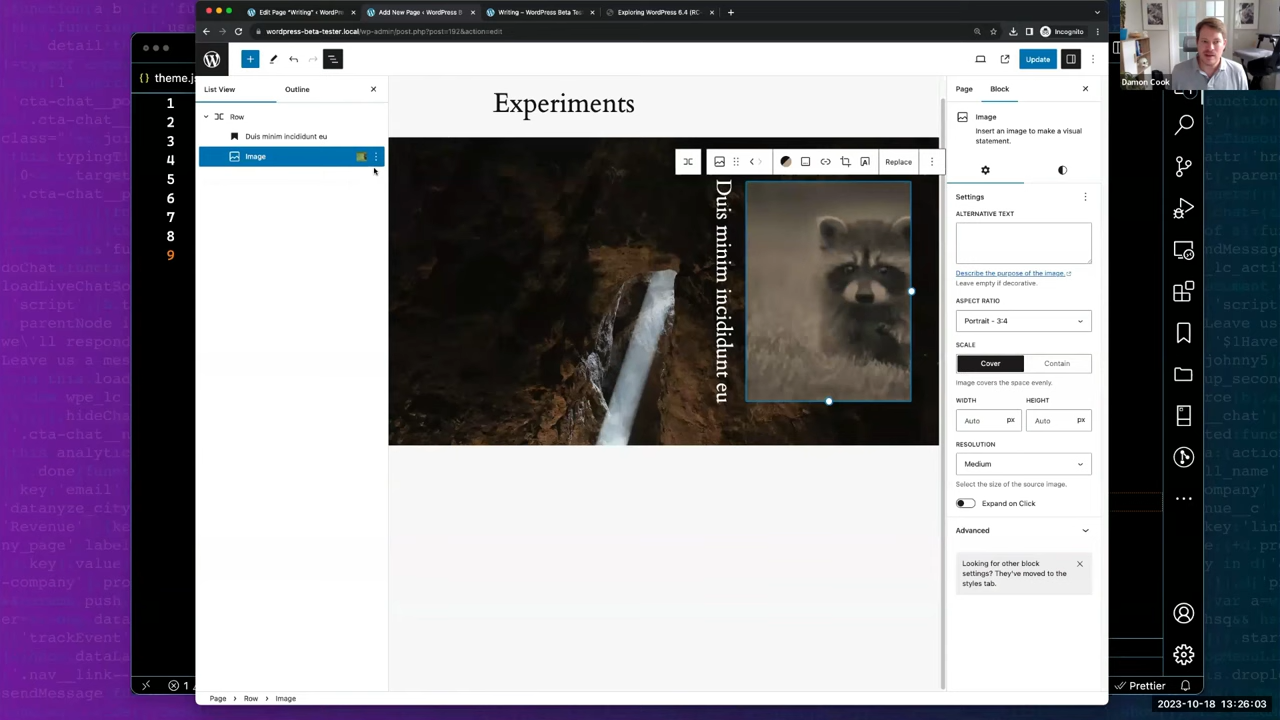 Edit Page "Writing" ‹ WordPr
Add New Page ‹ WordPress B
Writing – WordPress Beta Tes
Exploring WordPress 6.4 (RC
wordpress-beta-tester.local/wp-admin/post.php?post=192&action=edit
Incognito
Damon Cook
theme.js
1
2
3
4
5
6
7
8
9
Update
List View
Outline
Row
Duis minim incididunt eu
Image
Experiments
Replace
Duis minim incididunt eu
Page
Block
Image
Insert an image to make a visual
statement.
Settings
ALTERNATIVE TEXT
Describe the purpose of the image.
Leave empty if decorative.
ASPECT RATIO
Portrait - 3:4
SCALE
Cover
Contain
Image covers the space evenly.
WIDTH
HEIGHT
Auto
px
Auto
px
RESOLUTION
Medium
Select the size of the source image.
Expand on Click
Advanced
Looking for other block
settings? They've moved to the
styles tab.
Page
Row
Image
1
Prettier
2023-10-18 13:26:03